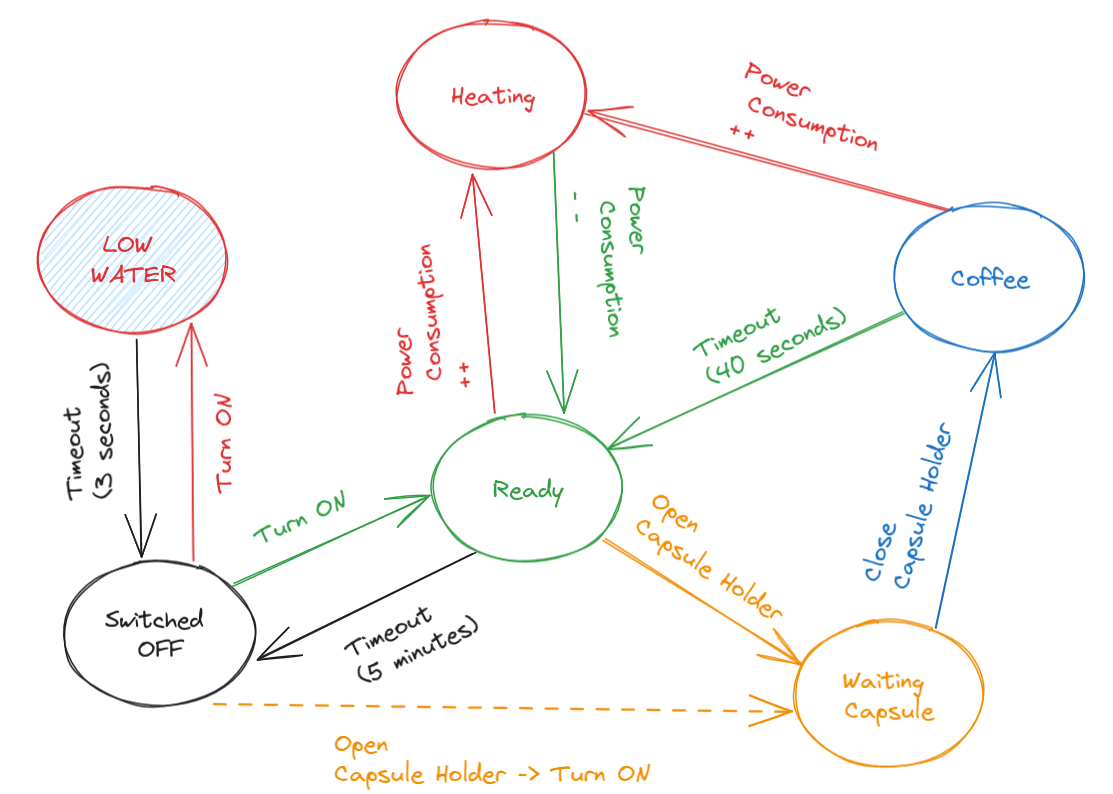 Heating
Power
Consumption
++
Power
Consumption
--
LOW
WATER
Coffee
Power
Consumption
++
Timeout
(40 seconds)
Timeout
(3 seconds)
Turn ON
Turn ON
Ready
Open
Capsule Holder
Close
Capsule Holder
Switched
OFF
Timeout
(5 minutes)
Waiting
Capsule
Open
Capsule Holder -> Turn ON